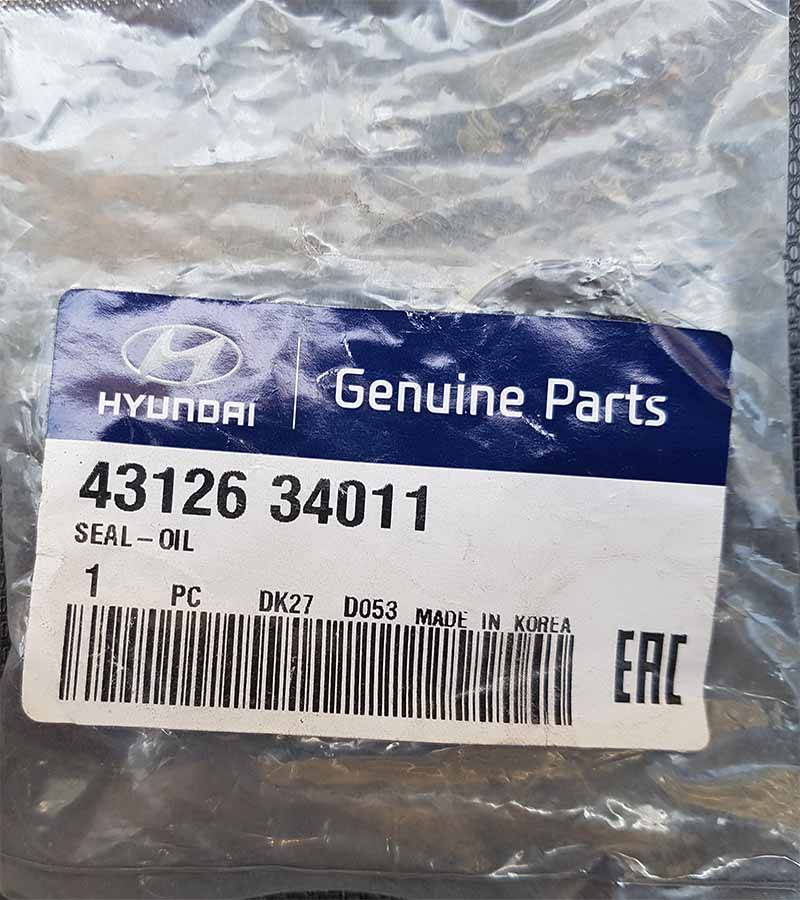 HYUNDAI
Genuine Parts
43126 34011
SEAL-OIL
1 PC DK27 D053 MADE IN KOREA
EAC